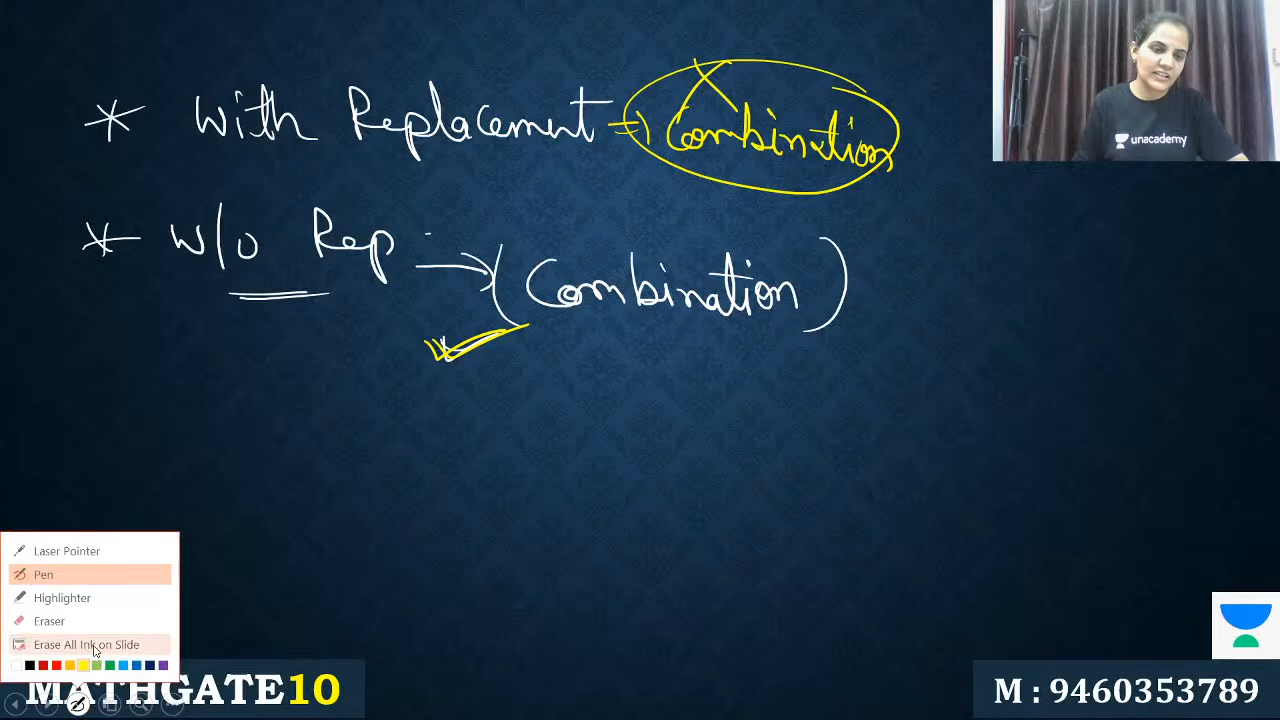 * With Replacement => Combination
unacademy
* W/o Rep → (Combination)
Laser Pointer
Pen
Highlighter
Eraser
Erase All Ink on Slide
MATHGATE10
M : 9460353789